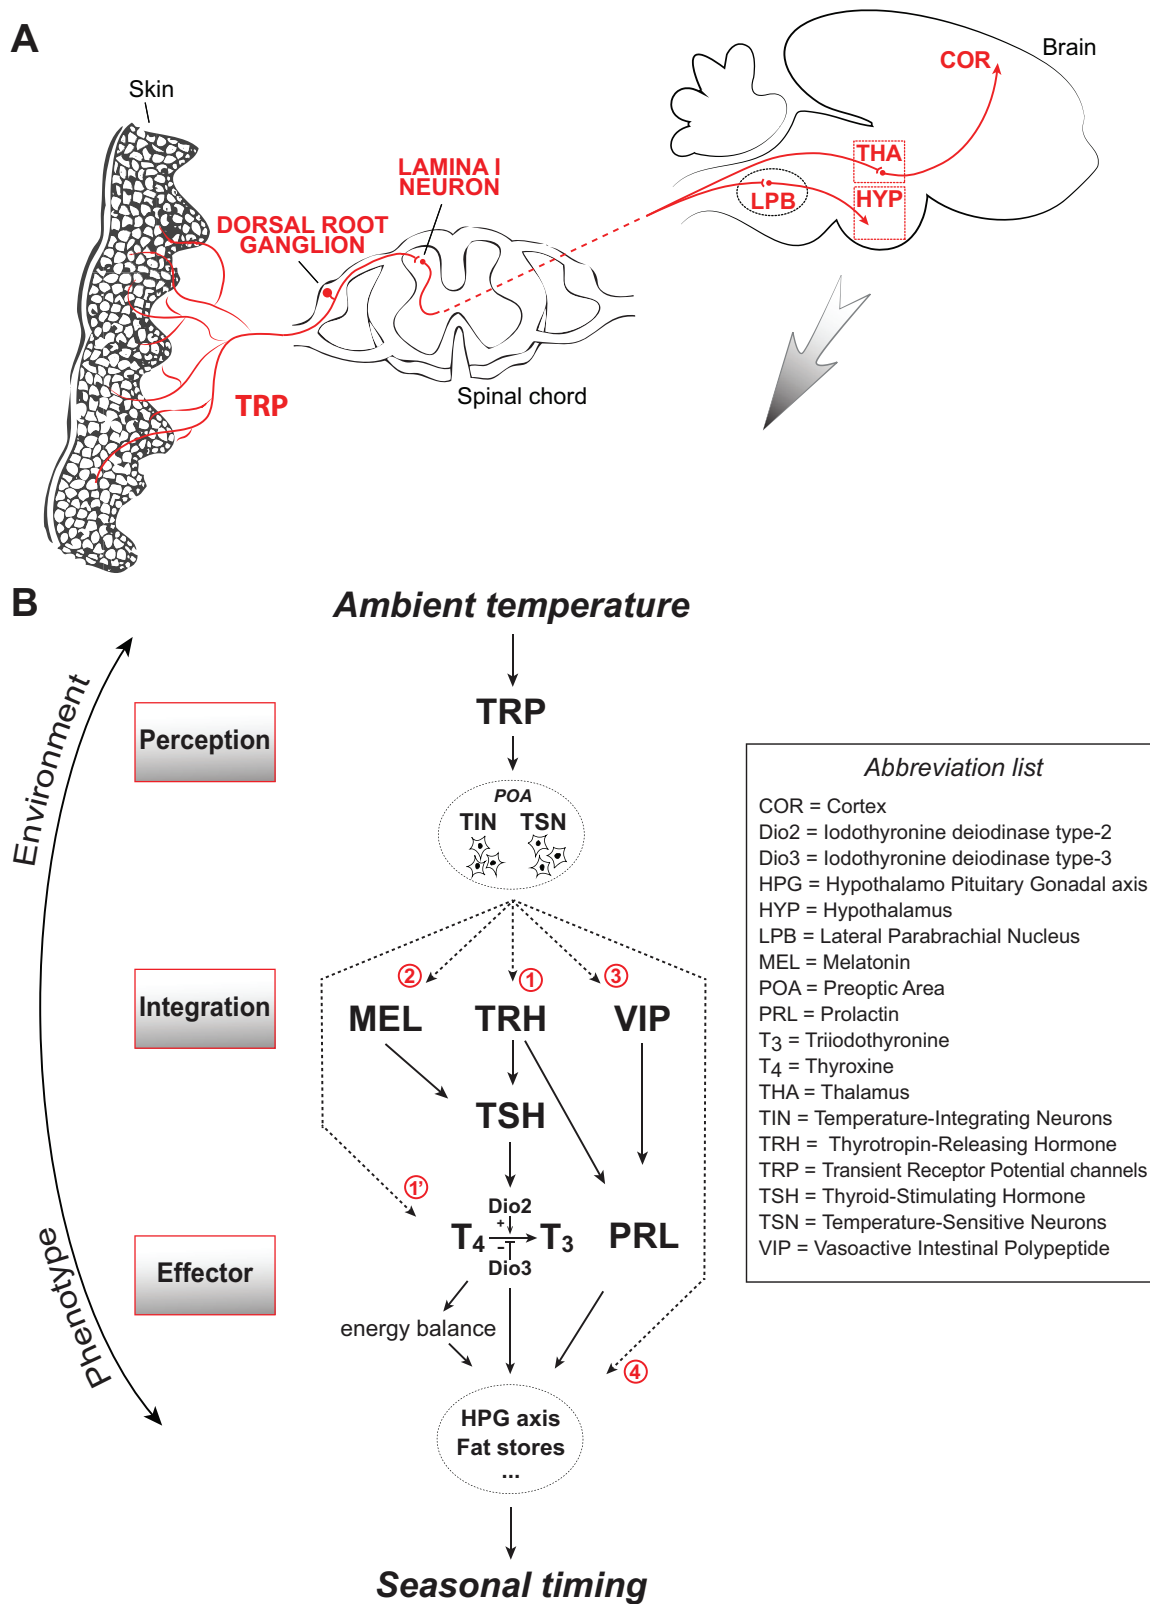 A
Skin
Brain
COR
THA
HYP
LPB
LAMINA I
NEURON
DORSAL ROOT
GANGLION
TRP
Spinal chord
B
Ambient temperature
Environment
Phenotype
Perception
TRP
POA
TIN TSN
Integration
2 1 3
MEL TRH VIP
TSH
1'
Effector
Dio2
+
T4 T3 PRL
-
Dio3
energy balance
4
HPG axis
Fat stores
...
Seasonal timing
Abbreviation list
COR = Cortex
Dio2 = Iodothyronine deiodinase type-2
Dio3 = Iodothyronine deiodinase type-3
HPG = Hypothalamo Pituitary Gonadal axis
HYP = Hypothalamus
LPB = Lateral Parabrachial Nucleus
MEL = Melatonin
POA = Preoptic Area
PRL = Prolactin
T3 = Triiodothyronine
T4 = Thyroxine
THA = Thalamus
TIN = Temperature-Integrating Neurons
TRH = Thyrotropin-Releasing Hormone
TRP = Transient Receptor Potential channels
TSH = Thyroid-Stimulating Hormone
TSN = Temperature-Sensitive Neurons
VIP = Vasoactive Intestinal Polypeptide